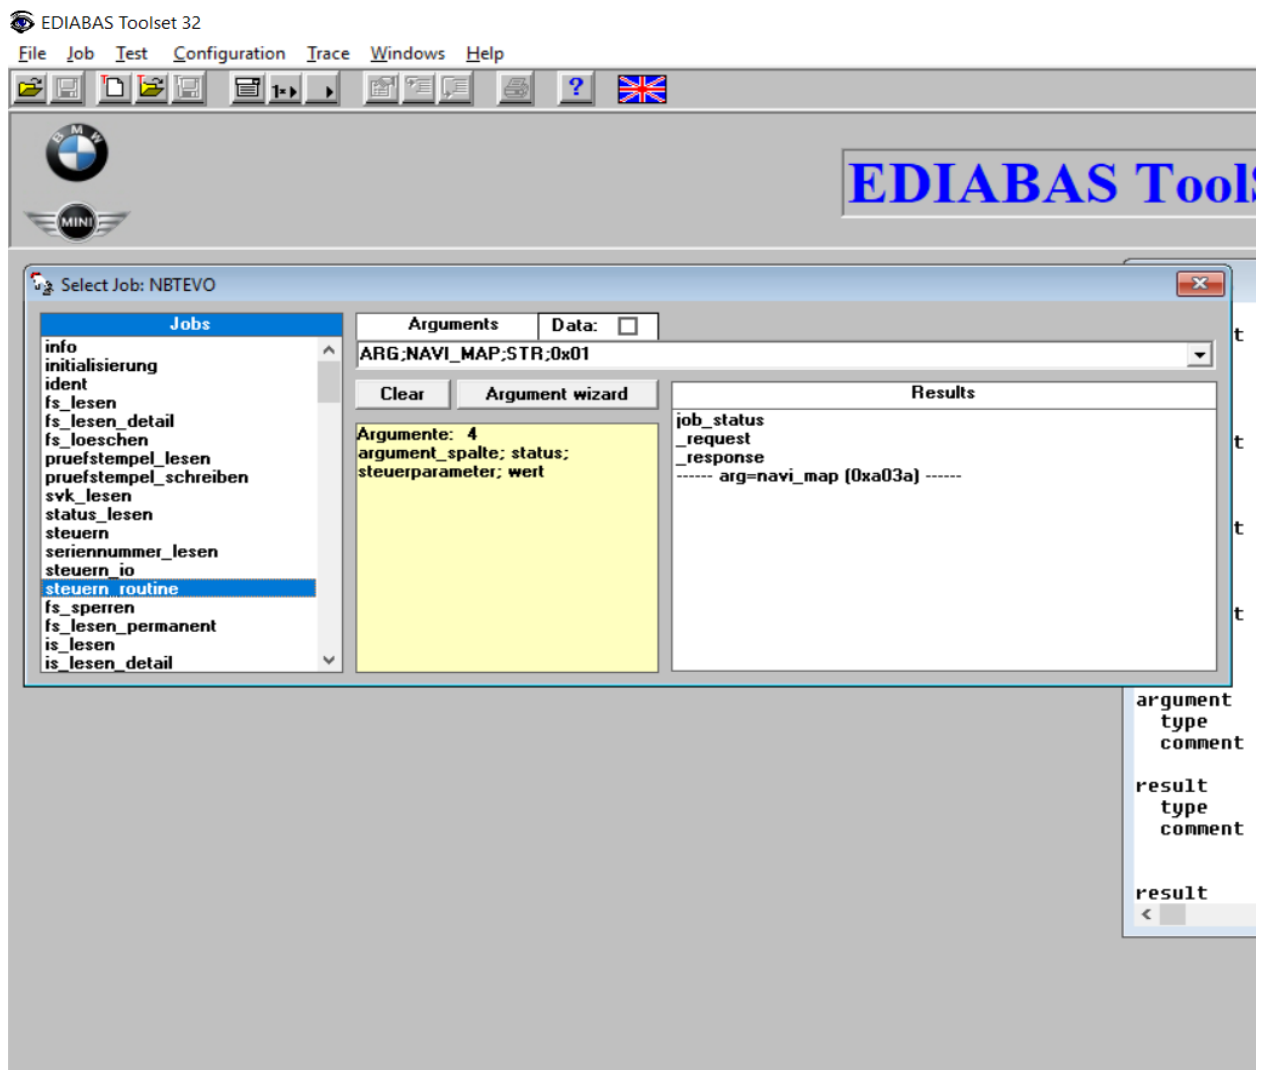 EDIABAS Toolset 32
File Job Test Configuration Trace Windows Help
BMW
MINI
EDIABAS Tool
Select Job: NBTEVO
Jobs
info
initialisierung
ident
fs_lesen
fs_lesen_detail
fs_loeschen
pruefstempel_lesen
pruefstempel_schreiben
svk_lesen
status_lesen
steuern
seriennummer_lesen
steuern_io
steuern_routine
fs_sperren
fs_lesen_permanent
is_lesen
is_lesen_detail
Arguments Data:
ARG;NAVI_MAP;STR;0x01
Clear Argument wizard
Argumente: 4
argument_spalte; status;
steuerparameter; wert
Results
job_status
_request
_response
------ arg=navi_map (0xa03a) ------
t
t
t
t
argument
type
comment
result
type
comment
result